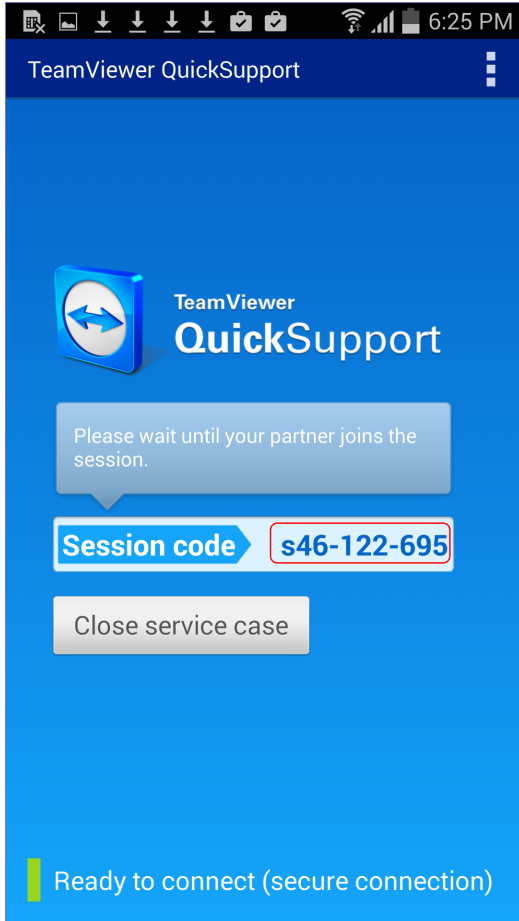 6:25 PM
TeamViewer QuickSupport
TeamViewer
QuickSupport
Please wait until your partner joins the
session.
Session code s46-122-695
Close service case
Ready to connect (secure connection)